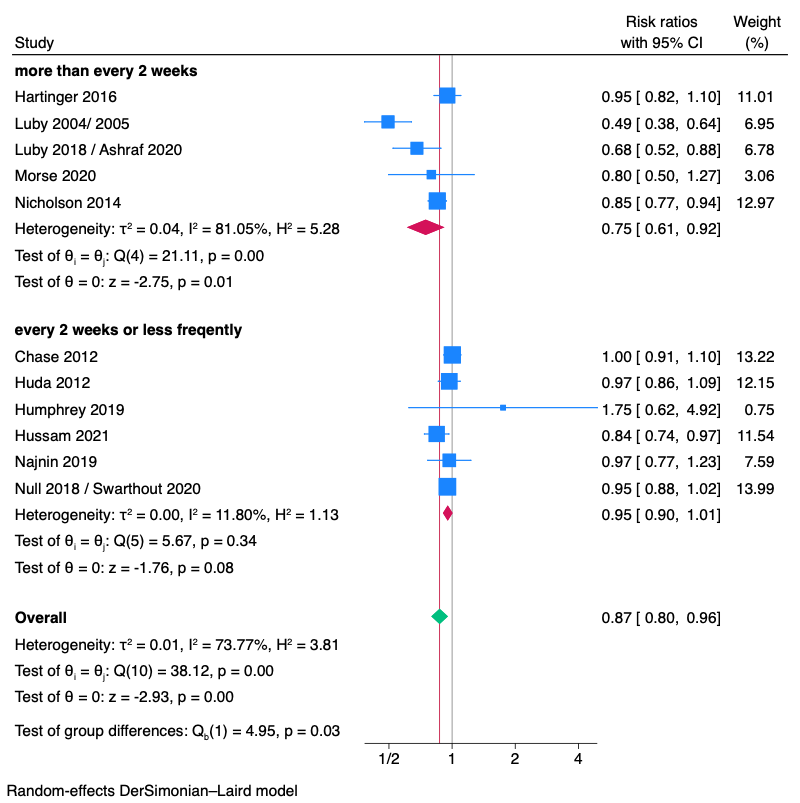 Risk ratios Weight
Study with 95% CI (%)
more than every 2 weeks
Hartinger 2016 0.95 [ 0.82, 1.10] 11.01
Luby 2004/ 2005 0.49 [ 0.38, 0.64] 6.95
Luby 2018 / Ashraf 2020 0.68 [ 0.52, 0.88] 6.78
Morse 2020 0.80 [ 0.50, 1.27] 3.06
Nicholson 2014 0.85 [ 0.77, 0.94] 12.97
Heterogeneity: τ² = 0.04, I² = 81.05%, H² = 5.28 0.75 [ 0.61, 0.92]
Test of θᵢ = θⱼ: Q(4) = 21.11, p = 0.00
Test of θ = 0: z = -2.75, p = 0.01
every 2 weeks or less freqently
Chase 2012 1.00 [ 0.91, 1.10] 13.22
Huda 2012 0.97 [ 0.86, 1.09] 12.15
Humphrey 2019 1.75 [ 0.62, 4.92] 0.75
Hussam 2021 0.84 [ 0.74, 0.97] 11.54
Najnin 2019 0.97 [ 0.77, 1.23] 7.59
Null 2018 / Swarthout 2020 0.95 [ 0.88, 1.02] 13.99
Heterogeneity: τ² = 0.00, I² = 11.80%, H² = 1.13 0.95 [ 0.90, 1.01]
Test of θᵢ = θⱼ: Q(5) = 5.67, p = 0.34
Test of θ = 0: z = -1.76, p = 0.08
Overall 0.87 [ 0.80, 0.96]
Heterogeneity: τ² = 0.01, I² = 73.77%, H² = 3.81
Test of θᵢ = θⱼ: Q(10) = 38.12, p = 0.00
Test of θ = 0: z = -2.93, p = 0.00
Test of group differences: Q_b(1) = 4.95, p = 0.03
1/2 1 2 4
Random-effects DerSimonian–Laird model